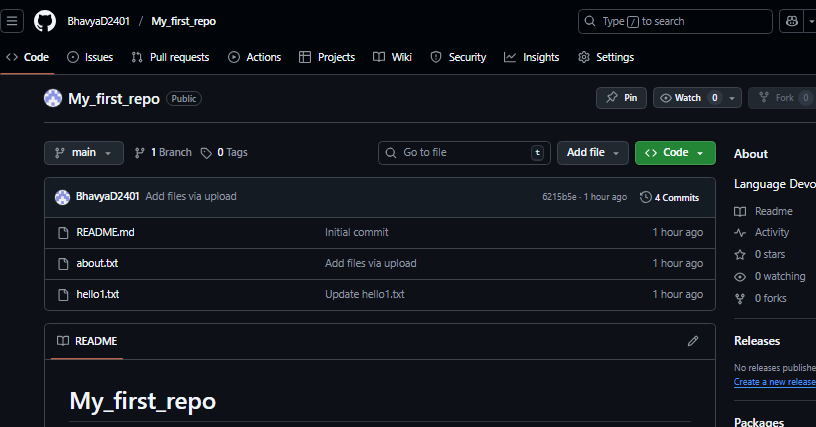 BhavyaD2401 / My_first_repo Type / to search
Code Issues Pull requests Actions Projects Wiki Security Insights Settings
My_first_repo Public Pin Watch 0 Fork 0
main 1 Branch 0 Tags Go to file t Add file Code
About
BhavyaD2401 Add files via upload 6215b5e · 1 hour ago 4 Commits
README.md Initial commit 1 hour ago
about.txt Add files via upload 1 hour ago
hello1.txt Update hello1.txt 1 hour ago
README
My_first_repo
Language Devo
Readme
Activity
0 stars
0 watching
0 forks
Releases
No releases publishe
Create a new release
Packages